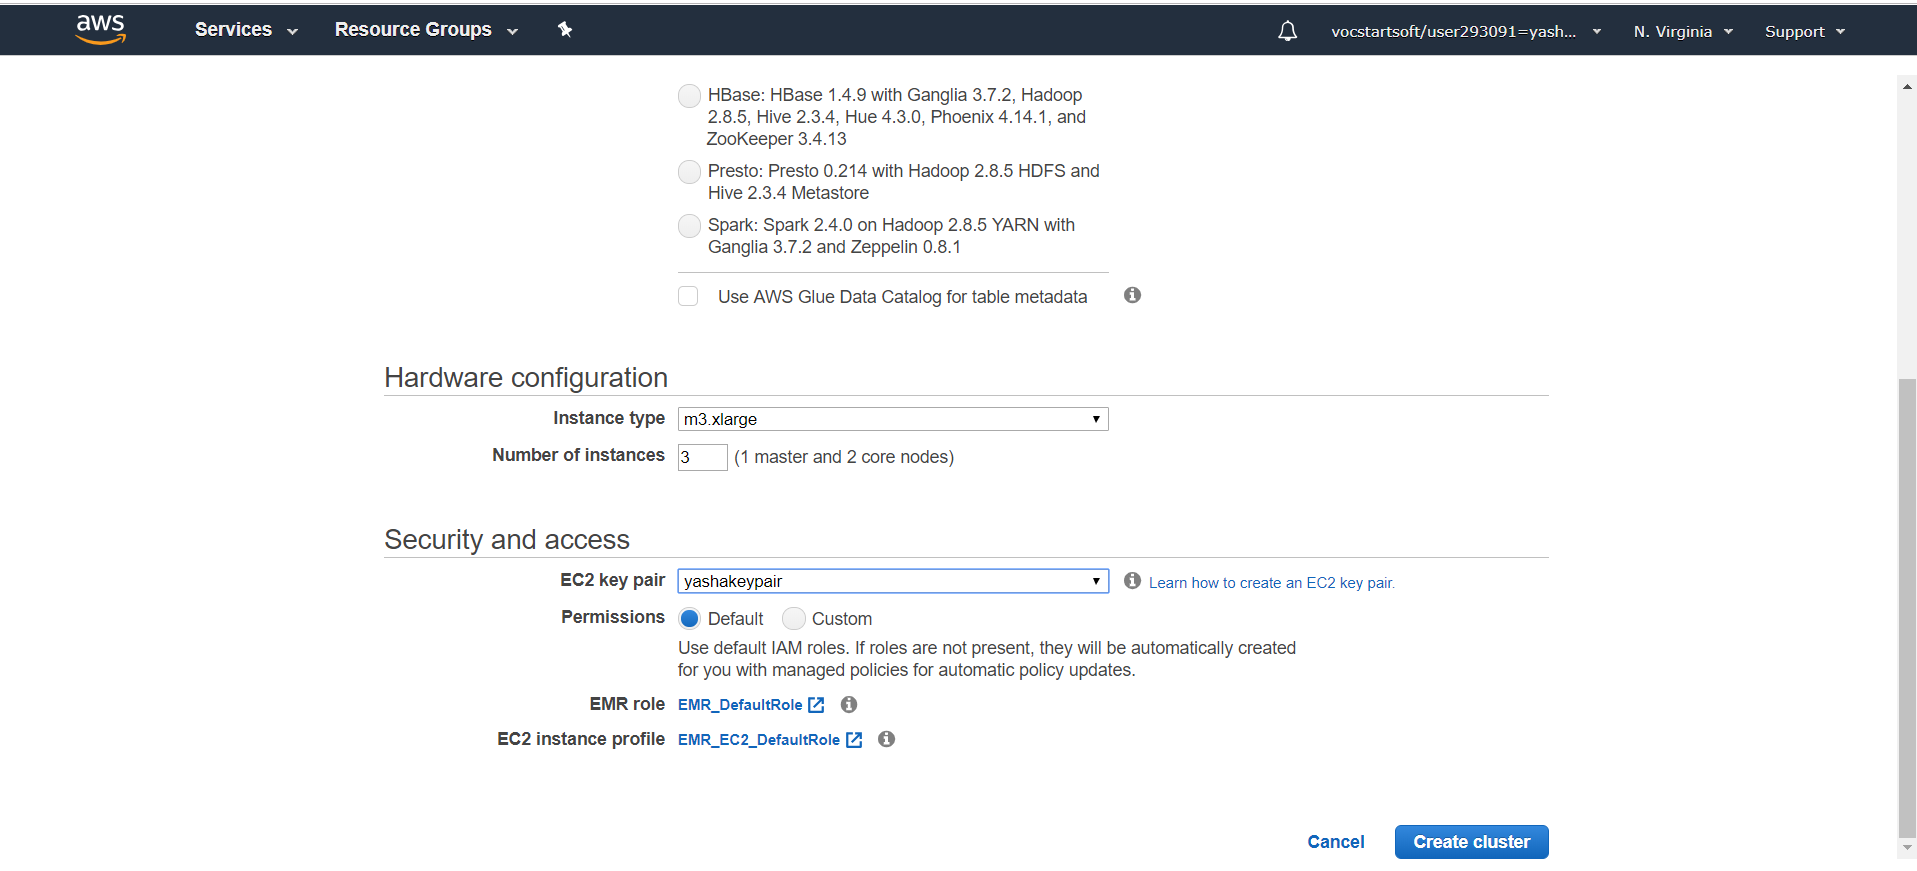 aws Services Resource Groups vocstartsoft/user293091=yash... N. Virginia Support
HBase: HBase 1.4.9 with Ganglia 3.7.2, Hadoop
2.8.5, Hive 2.3.4, Hue 4.3.0, Phoenix 4.14.1, and
ZooKeeper 3.4.13
Presto: Presto 0.214 with Hadoop 2.8.5 HDFS and
Hive 2.3.4 Metastore
Spark: Spark 2.4.0 on Hadoop 2.8.5 YARN with
Ganglia 3.7.2 and Zeppelin 0.8.1
Use AWS Glue Data Catalog for table metadata
Hardware configuration
Instance type m3.xlarge
Number of instances 3 (1 master and 2 core nodes)
Security and access
EC2 key pair yashakeypair Learn how to create an EC2 key pair.
Permissions Default Custom
Use default IAM roles. If roles are not present, they will be automatically created
for you with managed policies for automatic policy updates.
EMR role EMR_DefaultRole
EC2 instance profile EMR_EC2_DefaultRole
Cancel Create cluster